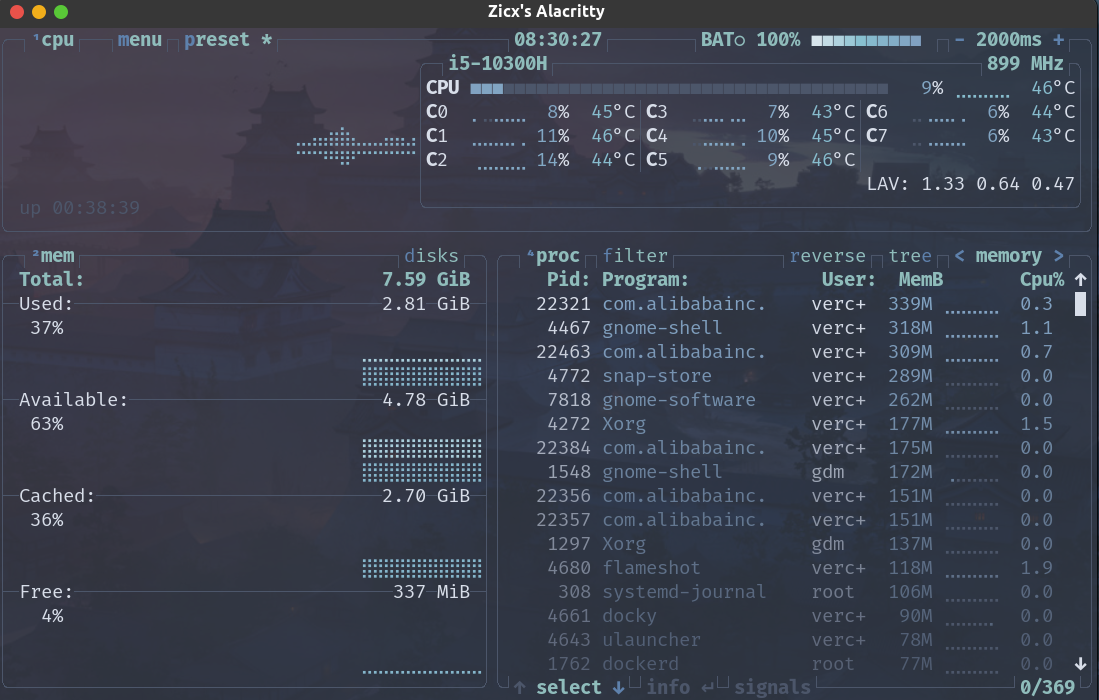 Zicx's Alacritty
¹cpu menu preset * 08:30:27 BAT○ 100% - 2000ms +
i5-10300H 899 MHz
CPU 9% 46°C
C0 8% 45°C C3 7% 43°C C6 6% 44°C
C1 11% 46°C C4 10% 45°C C7 6% 43°C
C2 14% 44°C C5 9% 46°C
LAV: 1.33 0.64 0.47
up 00:38:39
²mem disks
Total: 7.59 GiB
Used: 2.81 GiB
37%
Available: 4.78 GiB
63%
Cached: 2.70 GiB
36%
Free: 337 MiB
4%
⁴proc filter reverse tree < memory >
Pid: Program: User: MemB Cpu% ↑
22321 com.alibabainc. verc+ 339M 0.3
4467 gnome-shell verc+ 318M 1.1
22463 com.alibabainc. verc+ 309M 0.7
4772 snap-store verc+ 289M 0.0
7818 gnome-software verc+ 262M 0.0
4272 Xorg verc+ 177M 1.5
22384 com.alibabainc. verc+ 175M 0.0
1548 gnome-shell gdm 172M 0.0
22356 com.alibabainc. verc+ 151M 0.0
22357 com.alibabainc. verc+ 151M 0.0
1297 Xorg gdm 137M 0.0
4680 flameshot verc+ 118M 1.9
308 systemd-journal root 106M 0.0
4661 docky verc+ 90M 0.0
4643 ulauncher verc+ 78M 0.0
1762 dockerd root 77M 0.0 ↓
↑ select ↓ info ↵ signals 0/369